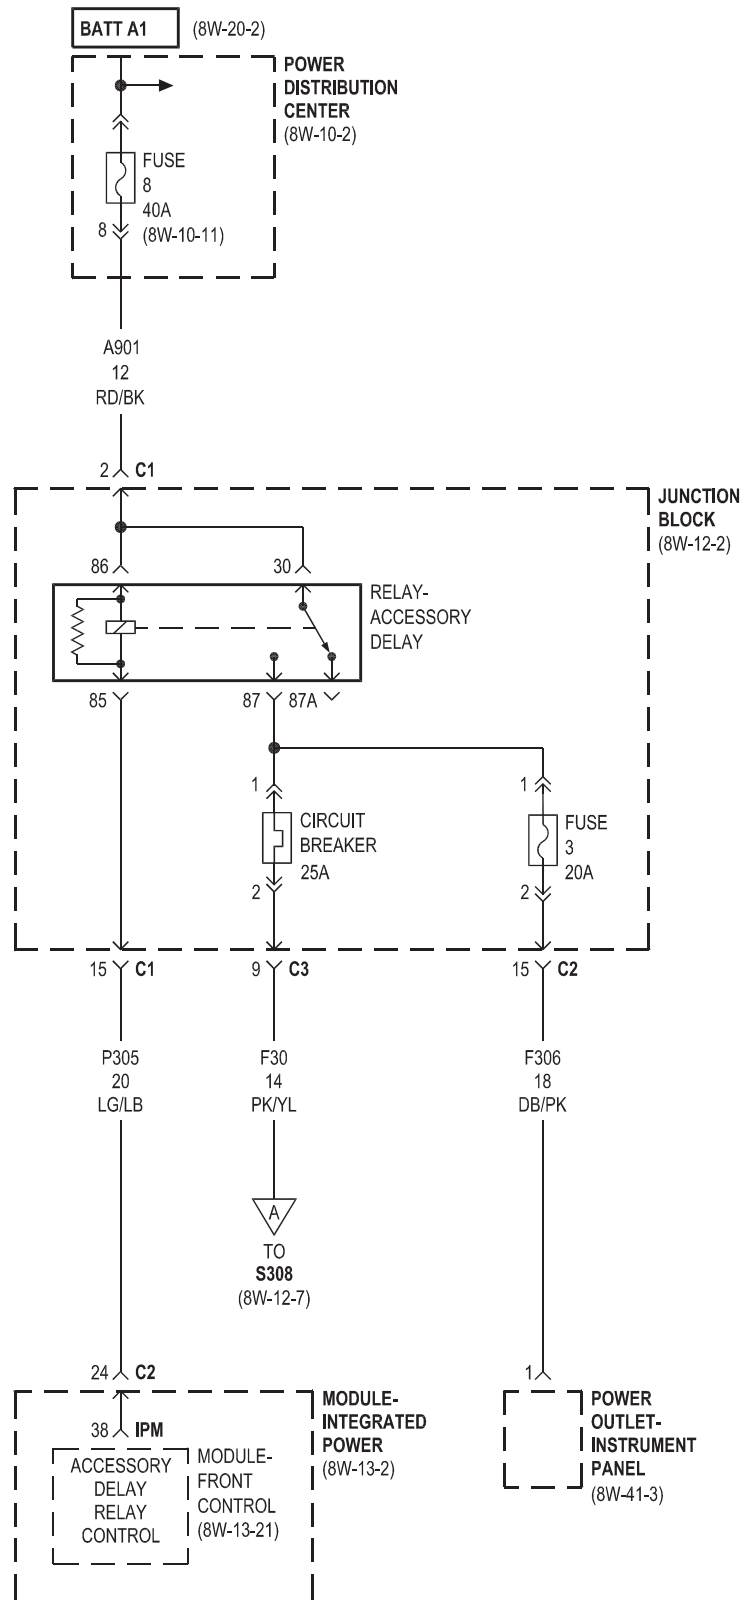 BATT A1 (8W-20-2)
POWER
DISTRIBUTION
CENTER
(8W-10-2)
FUSE
8
40A
8 (8W-10-11)
A901
12
RD/BK
2 C1
JUNCTION
BLOCK
(8W-12-2)
86 30
RELAY-
ACCESSORY
DELAY
85 87 87A
1 1
CIRCUIT
BREAKER
25A
FUSE
3
20A
2 2
15 C1 9 C3 15 C2
P305
20
LG/LB
F30
14
PK/YL
F306
18
DB/PK
A
TO
S308
(8W-12-7)
24 C2 1
MODULE-
INTEGRATED
POWER
(8W-13-2)
POWER
OUTLET-
INSTRUMENT
PANEL
(8W-41-3)
38 IPM
ACCESSORY
DELAY
RELAY
CONTROL
MODULE-
FRONT
CONTROL
(8W-13-21)